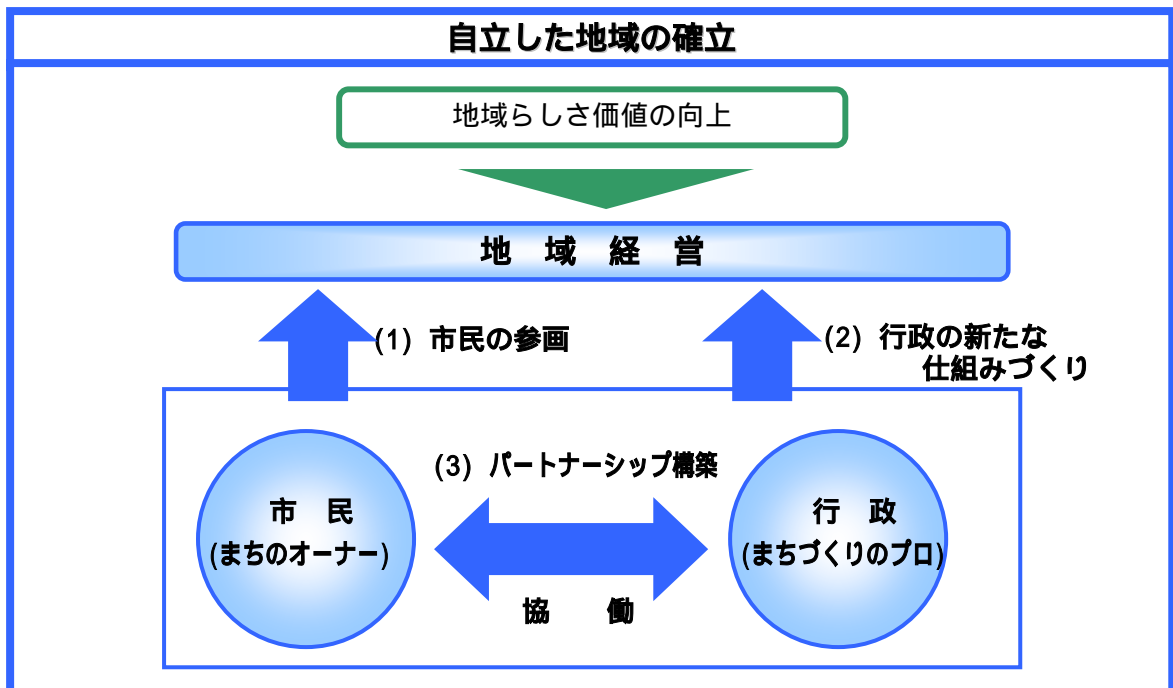 自立した地域の確立
地域らしさ価値の向上
地　域　経　営
(1) 市民の参画
(2) 行政の新たな
仕組みづくり
(3) パートナーシップ構築
市　民
(まちのオーナー)
行　政
(まちづくりのプロ)
協　　働